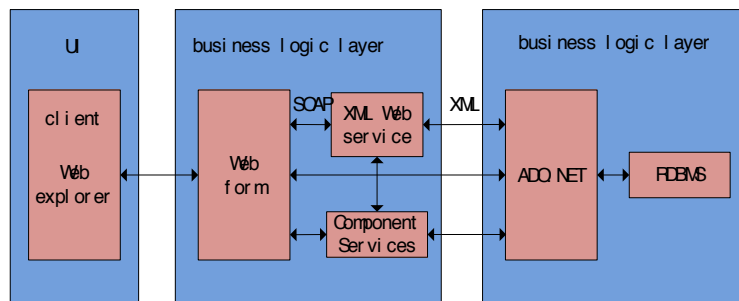 UI
business logic layer
business logic layer
client
Web
explorer
Web
form
SOAP
XML Web
service
Component
Services
XML
ADO.NET
RDBMS